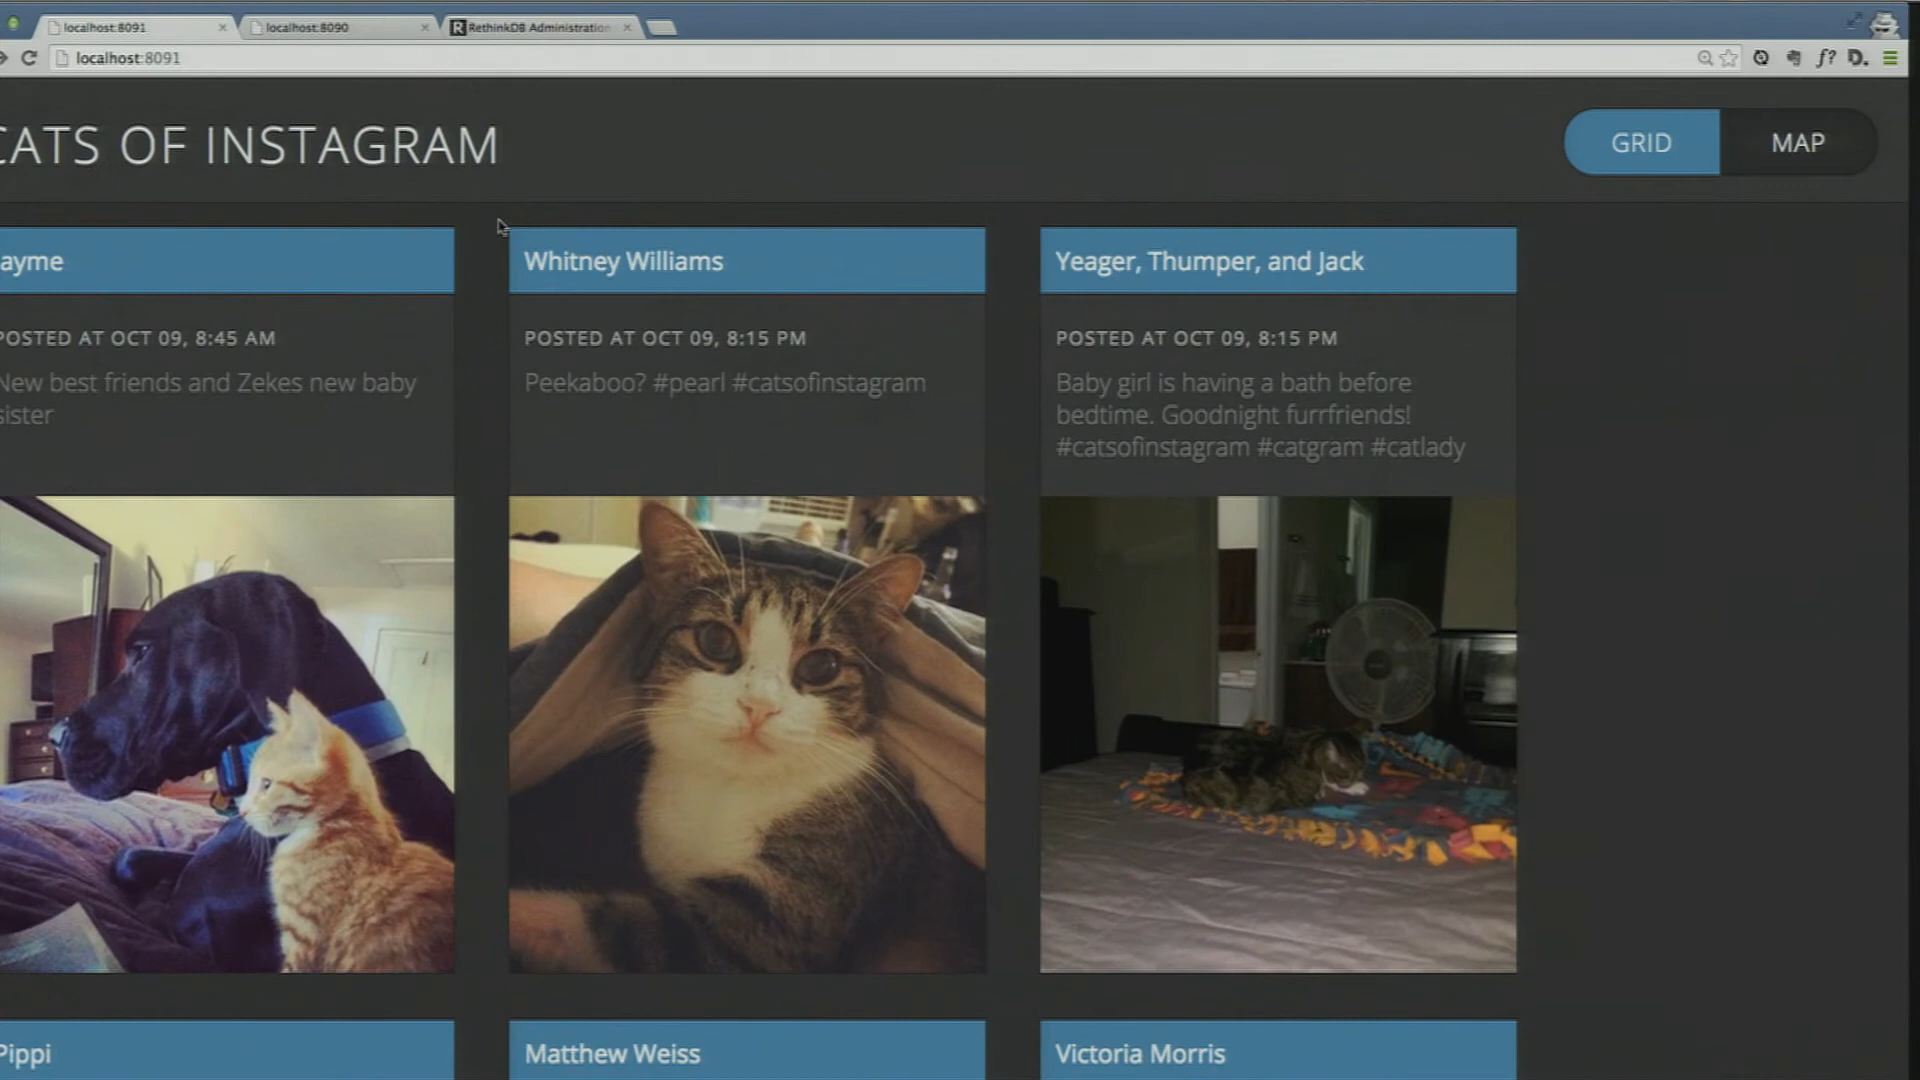 localhost:8091
localhost:8090
RethinkDB Administration
localhost:8091
CATS OF INSTAGRAM
GRID
MAP
ayme
Whitney Williams
Yeager, Thumper, and Jack
POSTED AT OCT 09, 8:45 AM
POSTED AT OCT 09, 8:15 PM
POSTED AT OCT 09, 8:15 PM
New best friends and Zekes new baby
sister
Peekaboo? #pearl #catsofinstagram
Baby girl is having a bath before
bedtime. Goodnight furrfriends!
#catsofinstagram #catgram #catlady
Pippi
Matthew Weiss
Victoria Morris